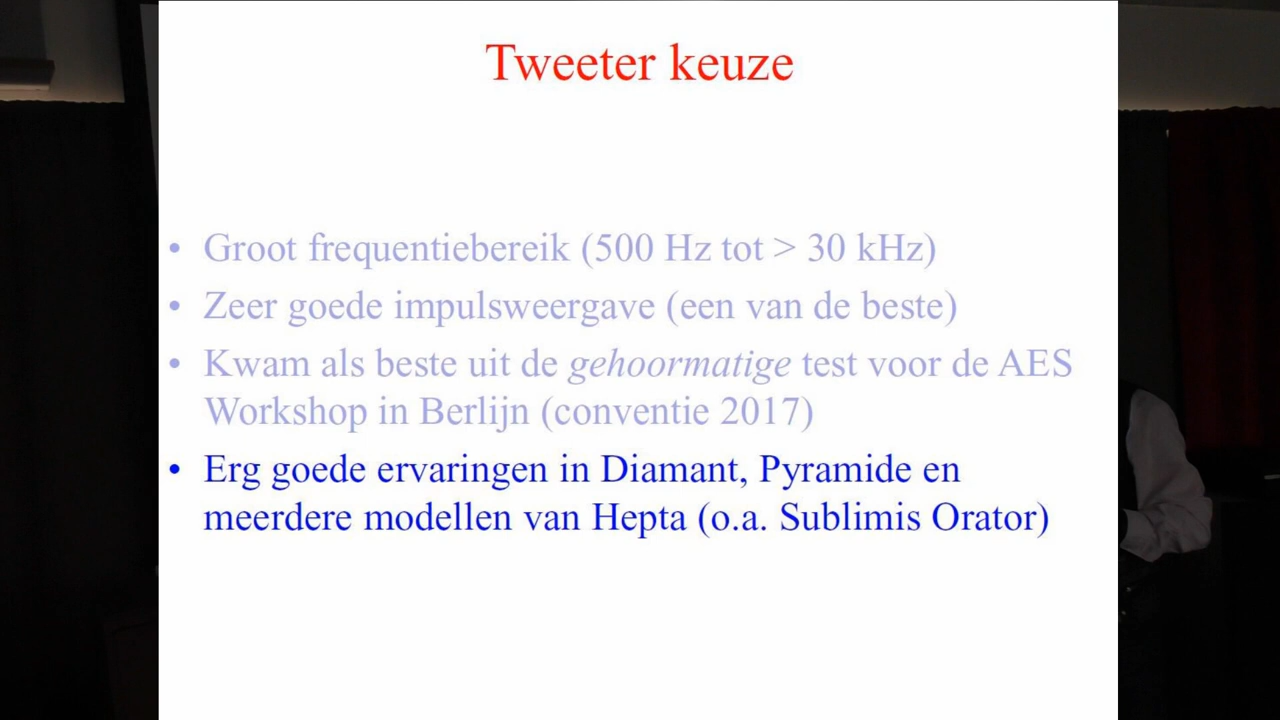 Tweeter keuze
• Groot frequentiebereik (500 Hz tot > 30 kHz)
• Zeer goede impulsweergave (een van de beste)
• Kwam als beste uit de gehoormatige test voor de AES
Workshop in Berlijn (conventie 2017)
• Erg goede ervaringen in Diamant, Pyramide en
meerdere modellen van Hepta (o.a. Sublimis Orator)